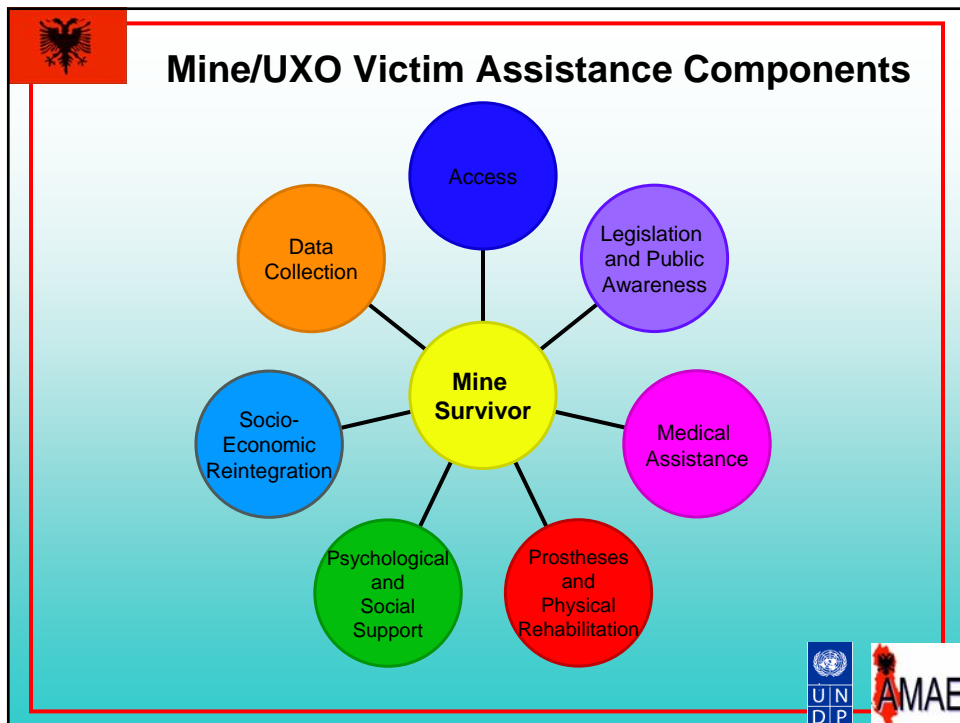 Mine/UXO Victim Assistance Components
Access
Legislation
and Public
Awareness
Data
Collection
Mine
Survivor
Socio-
Economic
Reintegration
Medical
Assistance
Psychological
and
Social
Support
Prostheses
and
Physical
Rehabilitation
U N
D P
AMAE